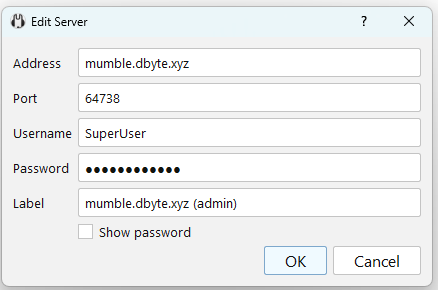 Edit Server
?
Address mumble.dbyte.xyz
Port 64738
Username SuperUser
Password ●●●●●●●●●●●●
Label mumble.dbyte.xyz (admin)
Show password
OK Cancel